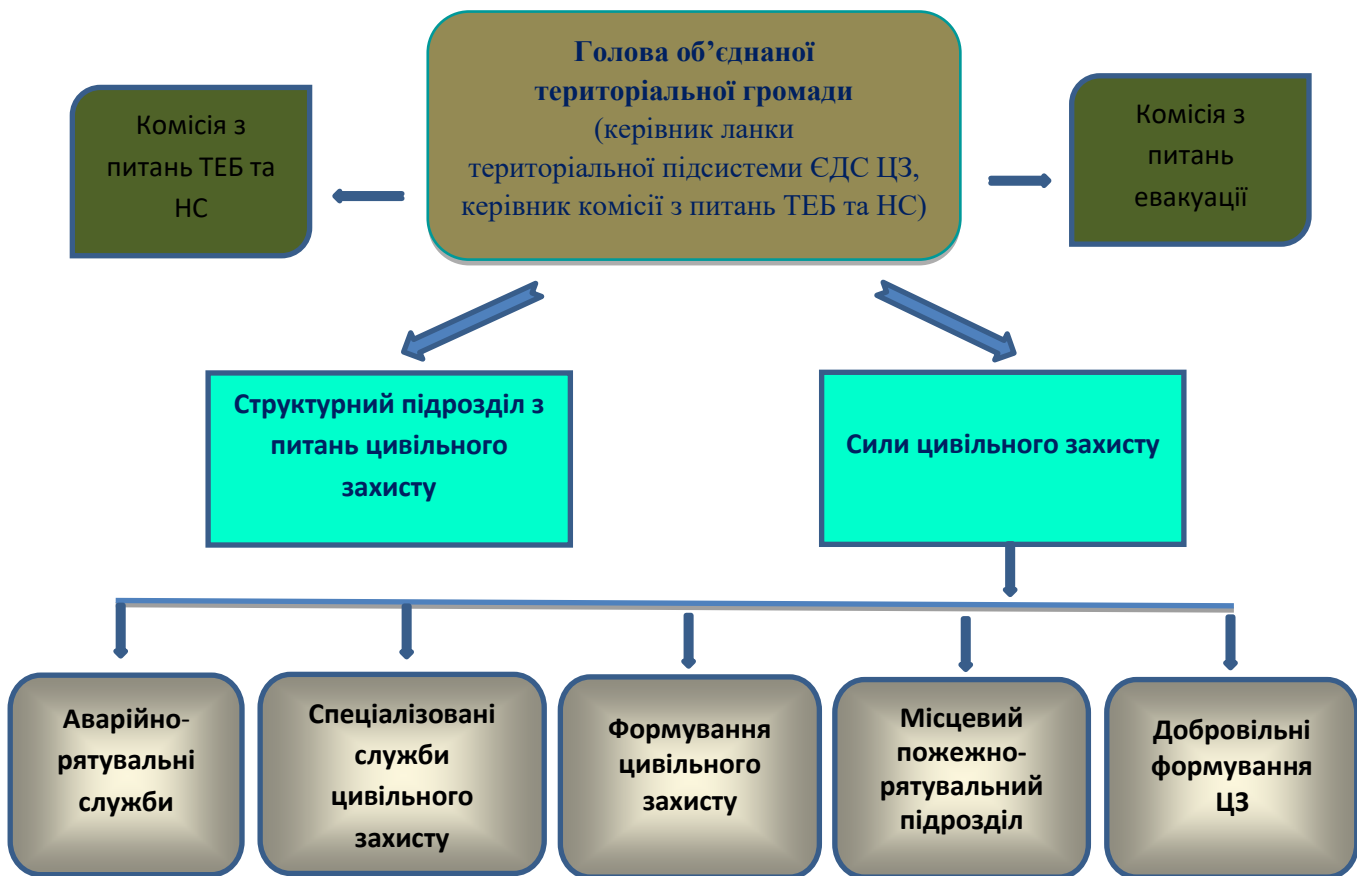 Голова об’єднаної
територіальної громади
(керівник ланки
територіальної підсистеми ЄДС ЦЗ,
керівник комісії з питань ТЕБ та НС)
Комісія з
питань ТЕБ та
НС
Комісія з
питань
евакуації
Структурний підрозділ з
питань цивільного
захисту
Сили цивільного захисту
Аварійно-
рятувальні
служби
Спеціалізовані
служби
цивільного
захисту
Формування
цивільного
захисту
Місцевий
пожежно-
рятувальний
підрозділ
Добровільні
формування
ЦЗ